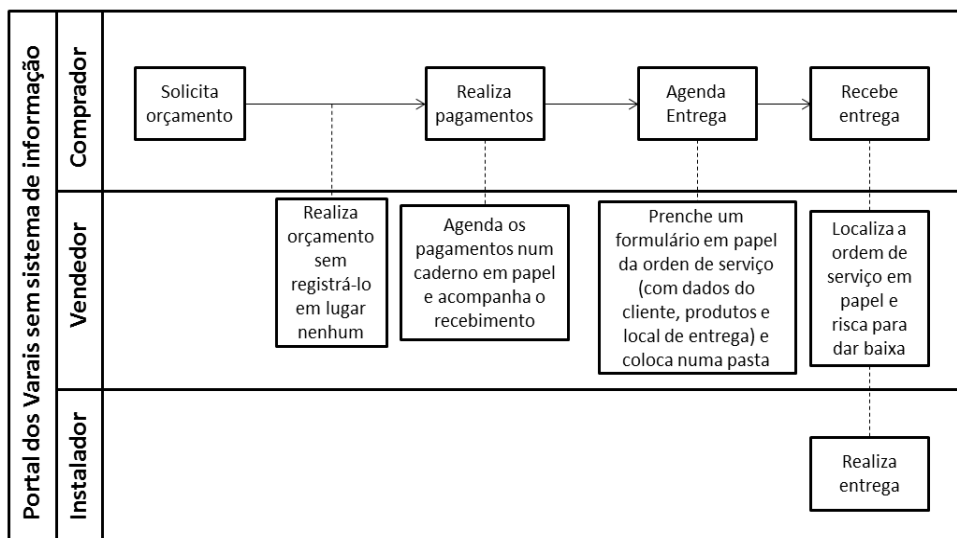 Portal dos Varais sem sistema de informação
Comprador
Solicita
orçamento
Realiza
pagamentos
Agenda
Entrega
Recebe
entrega
Vendedor
Realiza
orçamento
sem
registrá-lo
em lugar
nenhum
Agenda os
pagamentos num
caderno em papel
e acompanha o
recebimento
Prenche um
formulário em papel
da orden de serviço
(com dados do
cliente, produtos e
local de entrega) e
coloca numa pasta
Localiza a
ordem de
serviço em
papel e
risca para
dar baixa
Instalador
Realiza
entrega